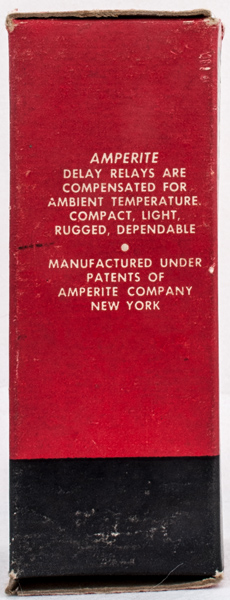 AMPERITE
DELAY RELAYS ARE
COMPENSATED FOR
AMBIENT TEMPERATURE.
COMPACT, LIGHT,
RUGGED, DEPENDABLE
•
MANUFACTURED UNDER
PATENTS OF
AMPERITE COMPANY
NEW YORK